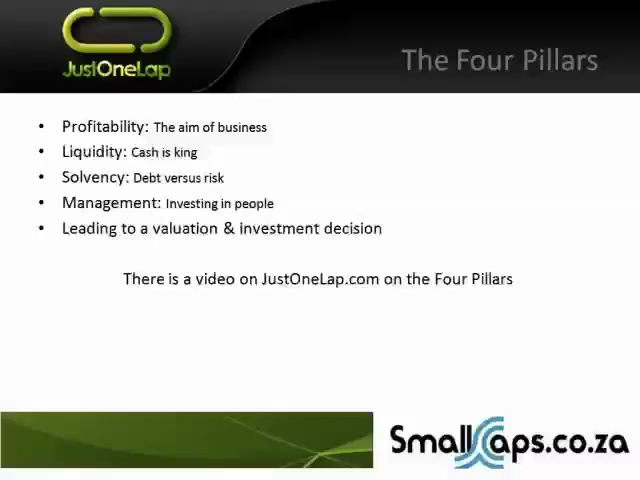 JustOneLap
The Four Pillars
• Profitability: The aim of business
• Liquidity: Cash is king
• Solvency: Debt versus risk
• Management: Investing in people
• Leading to a valuation & investment decision
There is a video on JustOneLap.com on the Four Pillars
SmallCaps.co.za